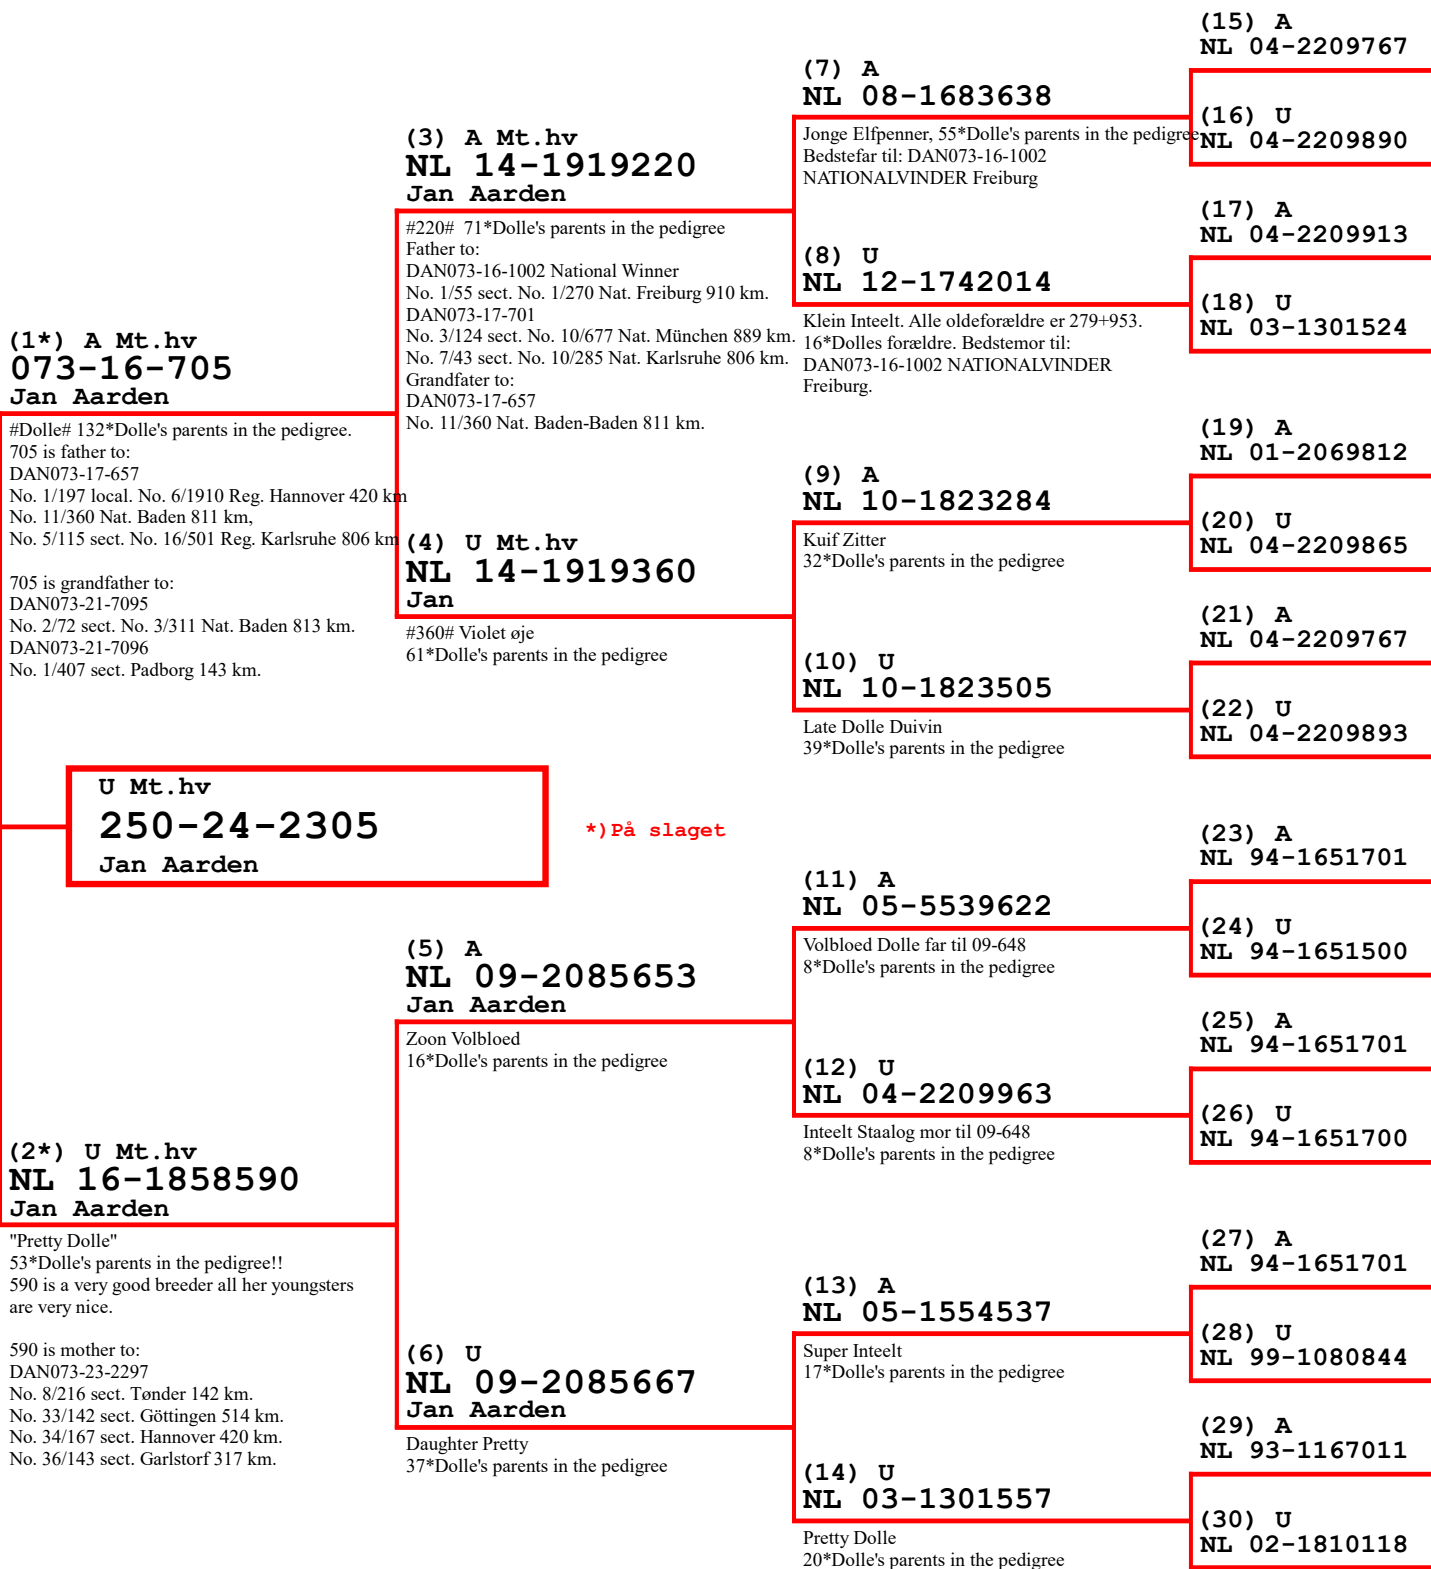 (1*) A Mt.hv
073-16-705
Jan Aarden
#Dolle# 132*Dolle's parents in the pedigree.
705 is father to:
DAN073-17-657
No. 1/197 local. No. 6/1910 Reg. Hannover 420 km
No. 11/360 Nat. Baden 811 km,
No. 5/115 sect. No. 16/501 Reg. Karlsruhe 806 km
705 is grandfather to:
DAN073-21-7095
No. 2/72 sect. No. 3/311 Nat. Baden 813 km.
DAN073-21-7096
No. 1/407 sect. Padborg 143 km.
U Mt.hv
250-24-2305
Jan Aarden
*)På slaget
(2*) U Mt.hv
NL 16-1858590
Jan Aarden
"Pretty Dolle"
53*Dolle's parents in the pedigree!!
590 is a very good breeder all her youngsters
are very nice.
590 is mother to:
DAN073-23-2297
No. 8/216 sect. Tønder 142 km.
No. 33/142 sect. Göttingen 514 km.
No. 34/167 sect. Hannover 420 km.
No. 36/143 sect. Garlstorf 317 km.
(3) A Mt.hv
NL 14-1919220
Jan Aarden
#220# 71*Dolle's parents in the pedigree
Father to:
DAN073-16-1002 National Winner
No. 1/55 sect. No. 1/270 Nat. Freiburg 910 km.
DAN073-17-701
No. 3/124 sect. No. 10/677 Nat. München 889 km.
No. 7/43 sect. No. 10/285 Nat. Karlsruhe 806 km.
Grandfater to:
DAN073-17-657
No. 11/360 Nat. Baden-Baden 811 km.
(4) U Mt.hv
NL 14-1919360
Jan
#360# Violet øje
61*Dolle's parents in the pedigree
(5) A
NL 09-2085653
Jan Aarden
Zoon Volbloed
16*Dolle's parents in the pedigree
(6) U
NL 09-2085667
Jan Aarden
Daughter Pretty
37*Dolle's parents in the pedigree
(7) A
NL 08-1683638
Jonge Elfpenner, 55*Dolle's parents in the pedigree
Bedstefar til: DAN073-16-1002
NATIONALVINDER Freiburg
(8) U
NL 12-1742014
Klein Inteelt. Alle oldeforældre er 279+953.
16*Dolles forældre. Bedstemor til:
DAN073-16-1002 NATIONALVINDER
Freiburg.
(9) A
NL 10-1823284
Kuif Zitter
32*Dolle's parents in the pedigree
(10) U
NL 10-1823505
Late Dolle Duivin
39*Dolle's parents in the pedigree
(11) A
NL 05-5539622
Volbloed Dolle far til 09-648
8*Dolle's parents in the pedigree
(12) U
NL 04-2209963
Inteelt Staalog mor til 09-648
8*Dolle's parents in the pedigree
(13) A
NL 05-1554537
Super Inteelt
17*Dolle's parents in the pedigree
(14) U
NL 03-1301557
Pretty Dolle
20*Dolle's parents in the pedigree
(15) A
NL 04-2209767
(16) U
NL 04-2209890
(17) A
NL 04-2209913
(18) U
NL 03-1301524
(19) A
NL 01-2069812
(20) U
NL 04-2209865
(21) A
NL 04-2209767
(22) U
NL 04-2209893
(23) A
NL 94-1651701
(24) U
NL 94-1651500
(25) A
NL 94-1651701
(26) U
NL 94-1651700
(27) A
NL 94-1651701
(28) U
NL 99-1080844
(29) A
NL 93-1167011
(30) U
NL 02-1810118